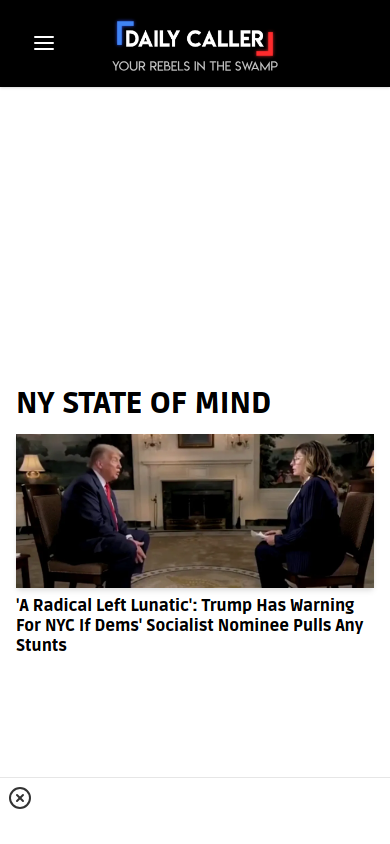 DAILY CALLER
YOUR REBELS IN THE SWAMP
NY STATE OF MIND
'A Radical Left Lunatic': Trump Has Warning
For NYC If Dems' Socialist Nominee Pulls Any
Stunts